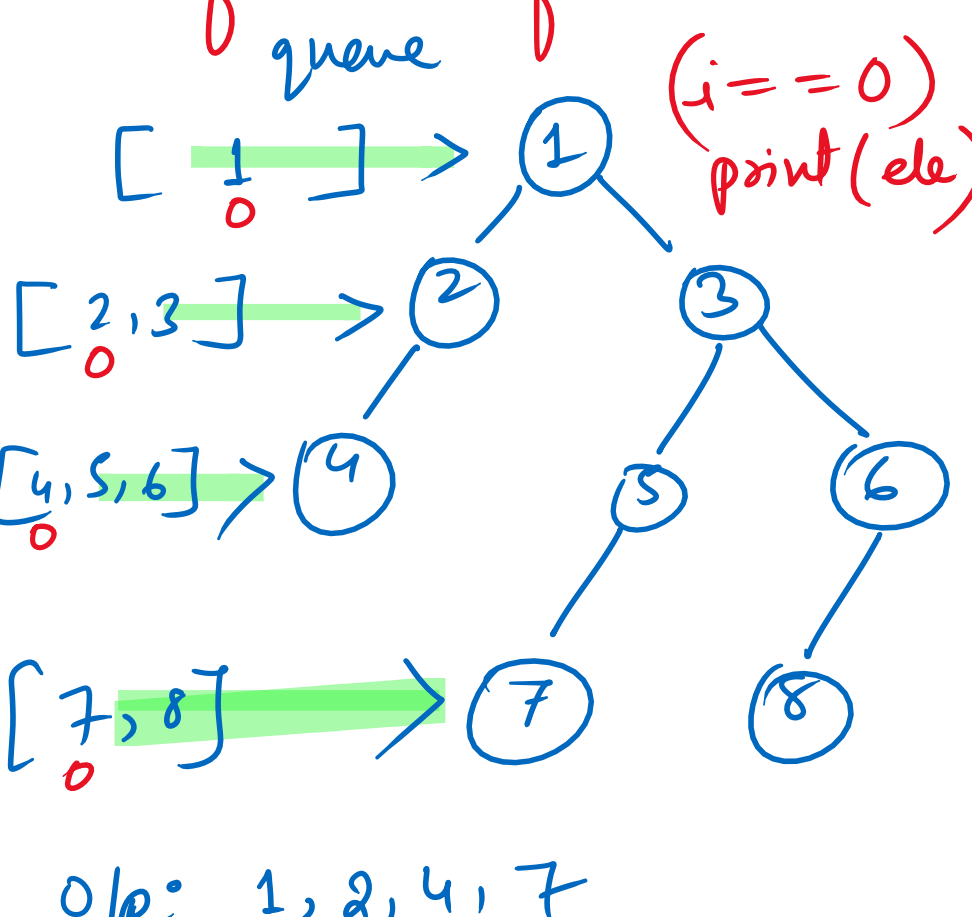 queue
(i == 0)
print(ele)
[ 1 ] → 1
0
[ 2, 3 ] → 2 3
0
[ 4, 5, 6 ] → 4 5 6
0
[ 7, 8 ] → 7 8
0
O/p: 1, 2, 4, 7